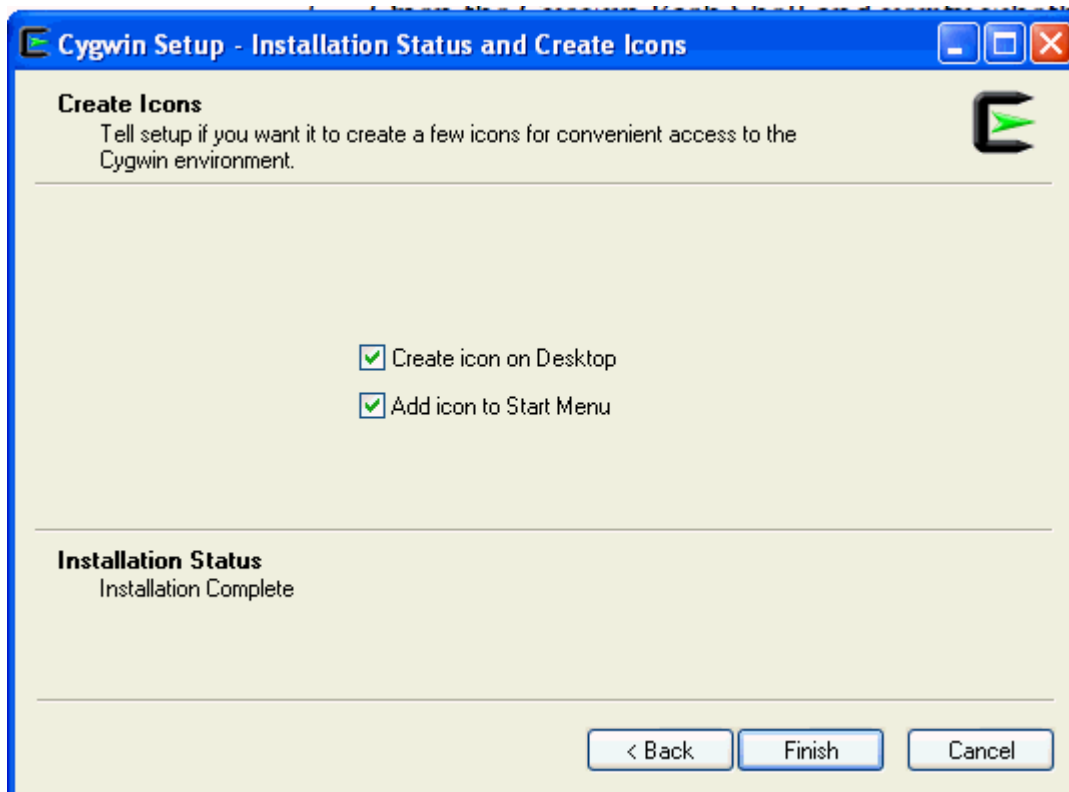 Cygwin Setup - Installation Status and Create Icons
Create Icons
Tell setup if you want it to create a few icons for convenient access to the
Cygwin environment.
Create icon on Desktop
Add icon to Start Menu
Installation Status
Installation Complete
< Back
Finish
Cancel